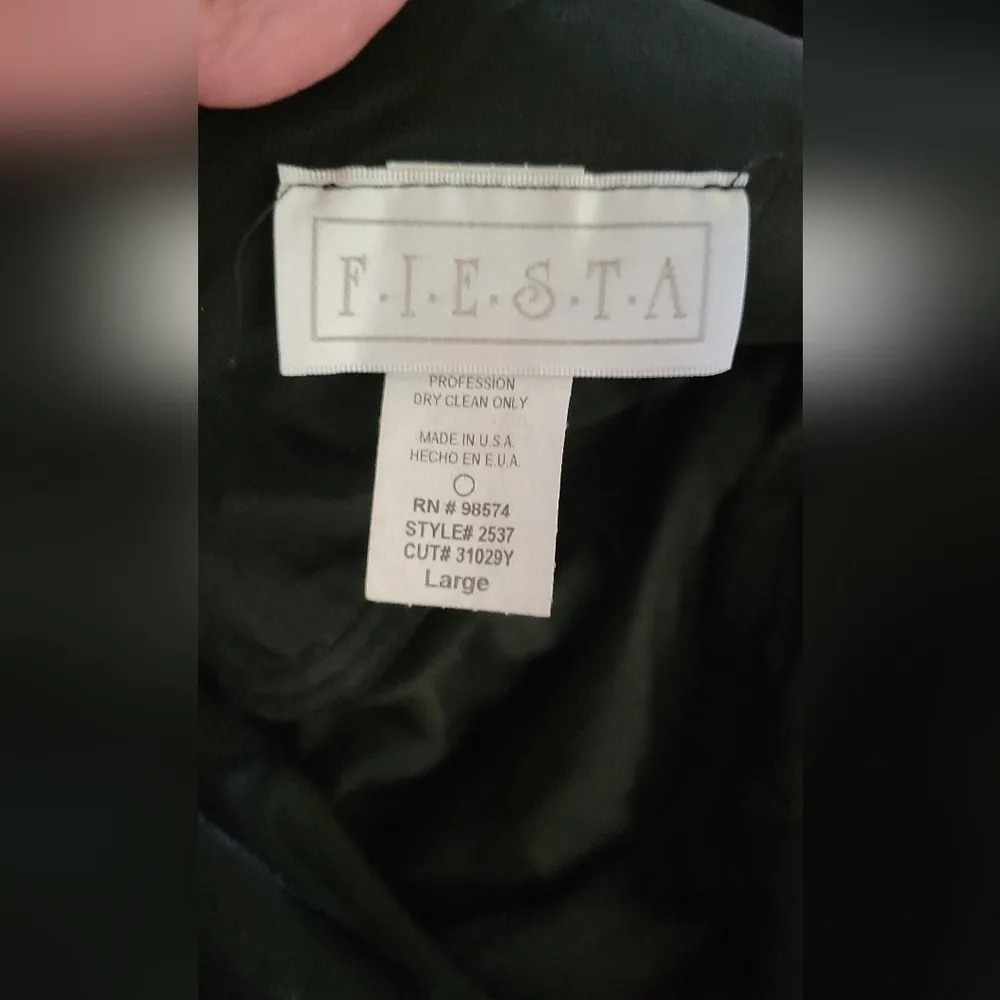 F.I.E.S.T.A
PROFESSION
DRY CLEAN ONLY
MADE IN U.S.A.
HECHO EN E.U.A.
RN # 98574
STYLE# 2537
CUT# 31029Y
Large